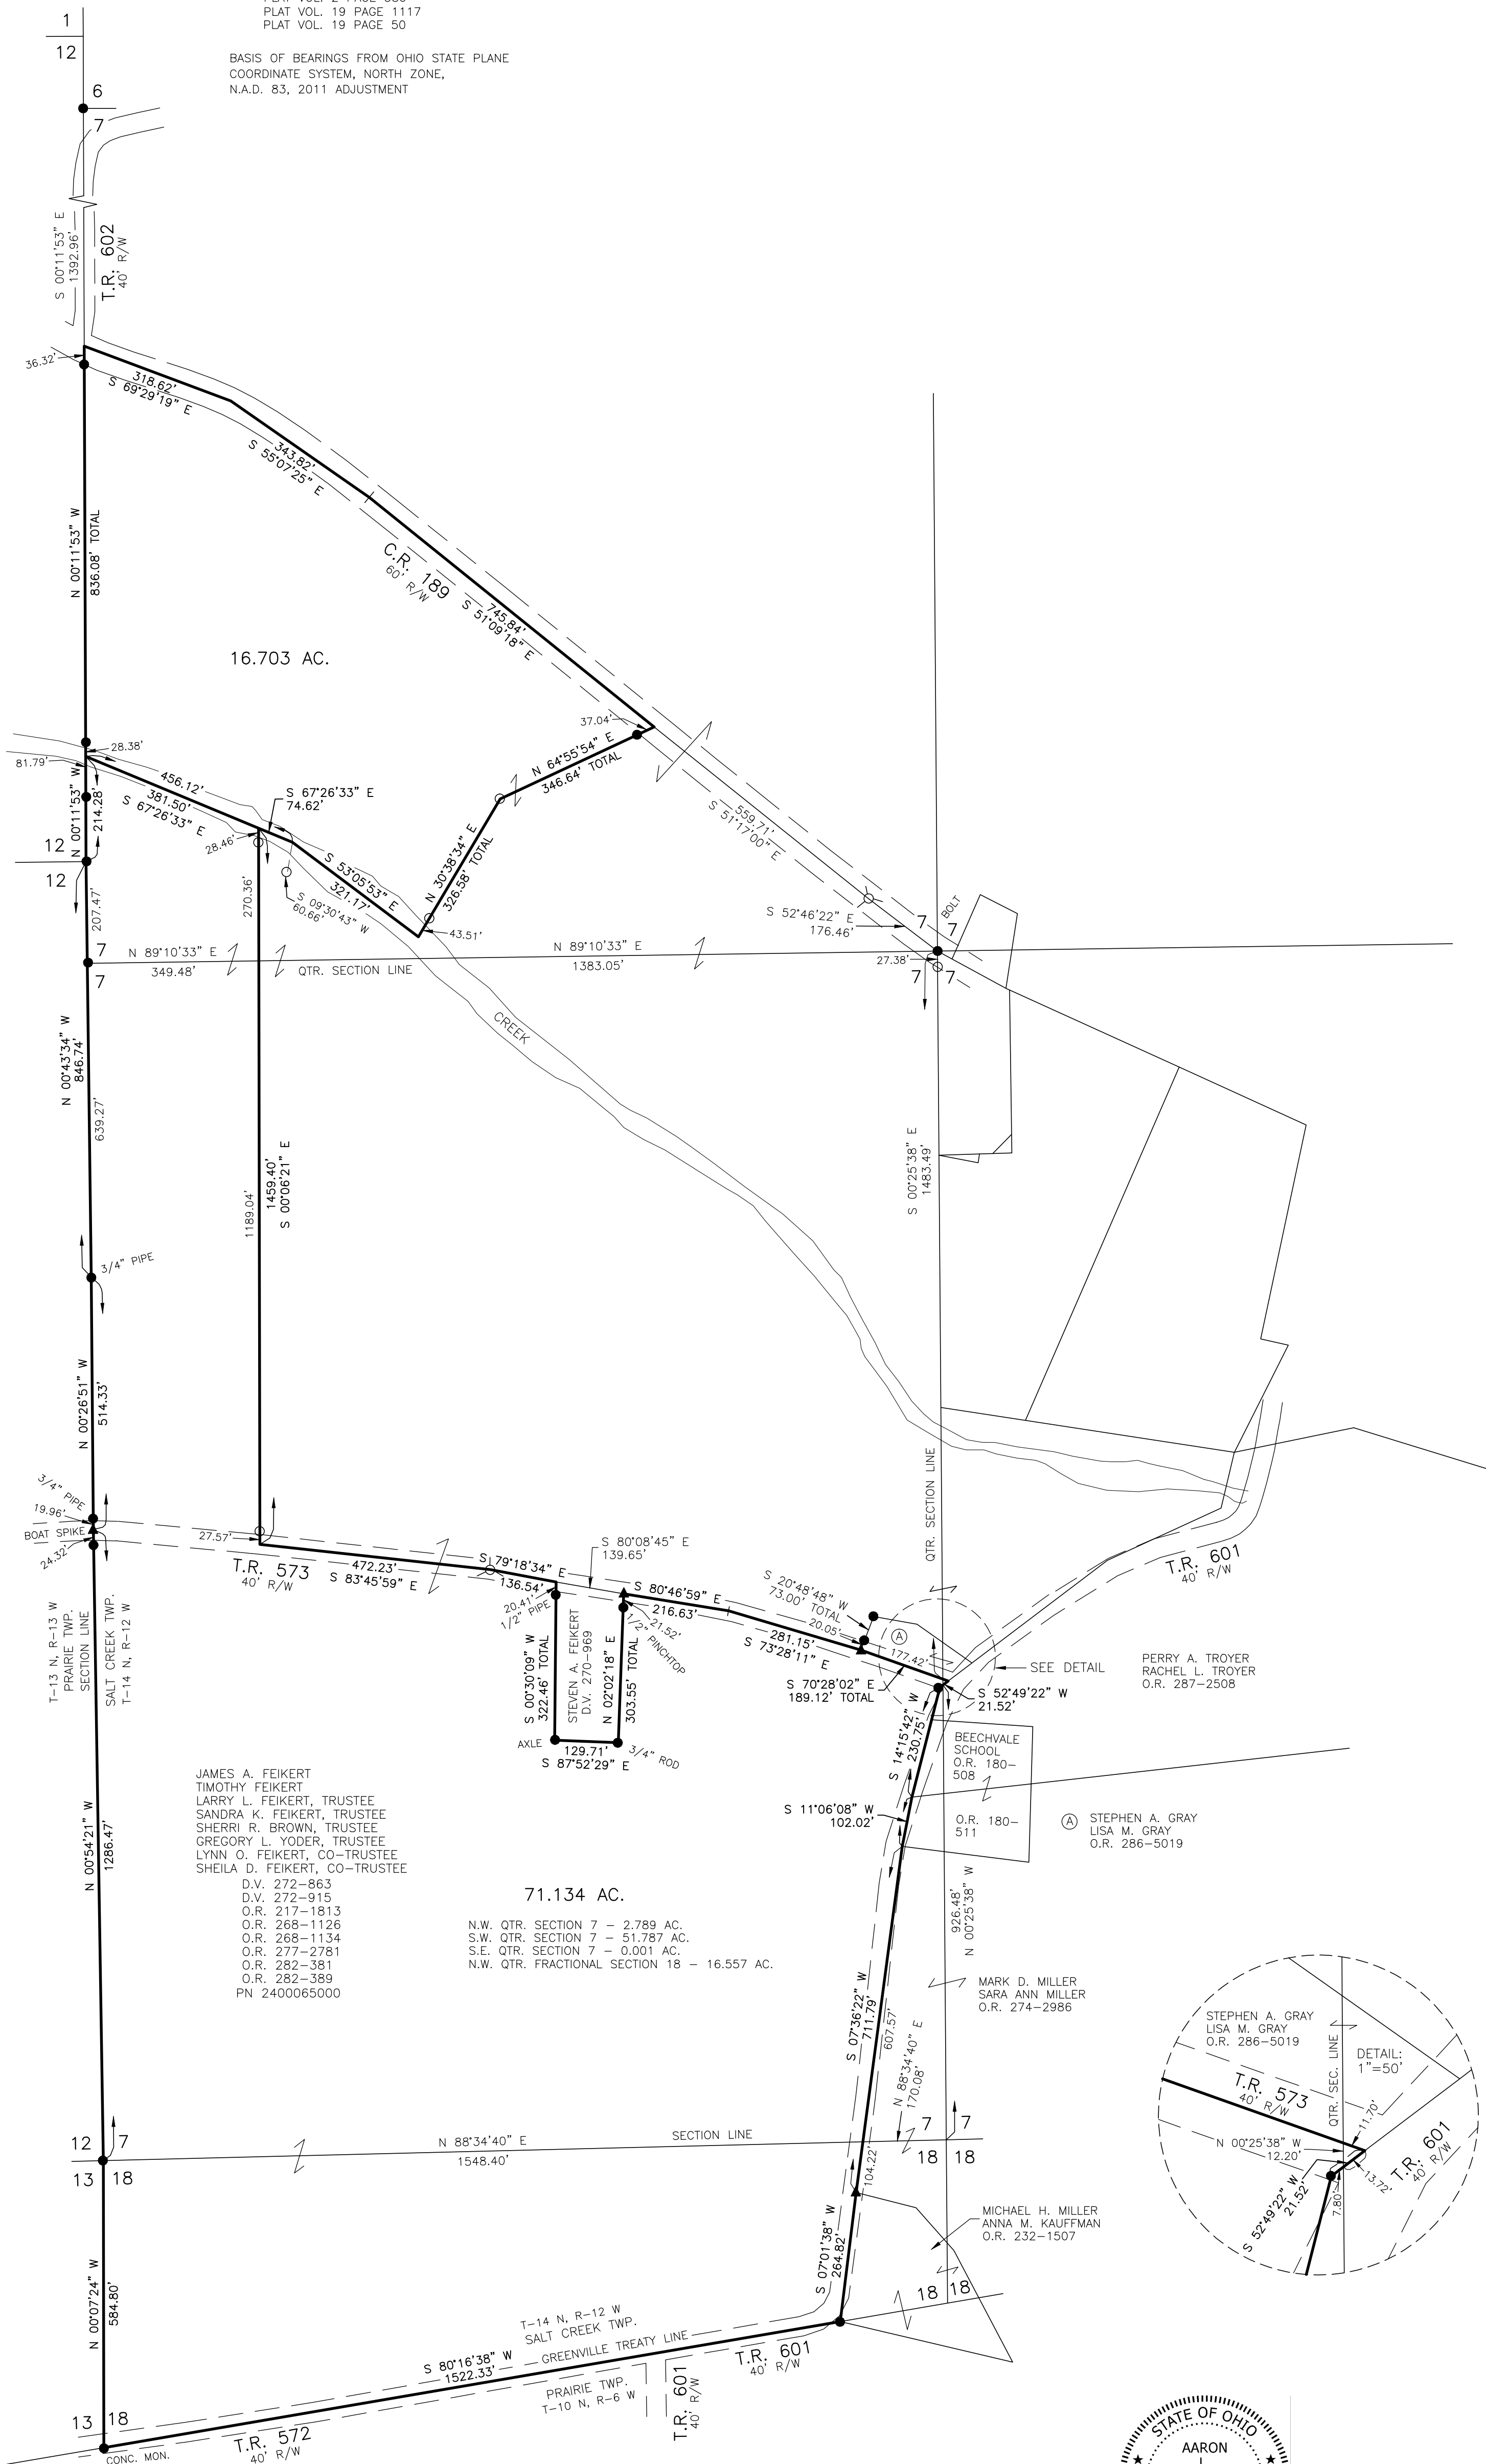 PLAT VOL. 19 PAGE 1117
PLAT VOL. 19 PAGE 50
BASIS OF BEARINGS FROM OHIO STATE PLANE
COORDINATE SYSTEM, NORTH ZONE,
N.A.D. 83, 2011 ADJUSTMENT
1
12
6
7
S 00°11'53" E
1392.96'
T.R. 602
40' R/W
36.32'
318.62'
S 69°29'19" E
343.82'
S 55°07'25" E
N 00°11'53" W
836.08' TOTAL
C.R. 189
60' R/W
745.84'
S 51°09'18" E
16.703 AC.
37.04'
N 64°55'54" E
346.64' TOTAL
28.38'
81.79'
N 00°11'53" W
214.28'
456.12'
381.50'
S 67°26'33" E
S 67°26'33" E
74.62'
28.46'
S 53°05'53" E
321.17'
N 30°38'34" E
326.58' TOTAL
43.51'
S 09°30'43" W
60.66'
559.71'
S 51°17'00" E
S 52°46'22" E
176.46'
BOLT
7
7
27.38'
7
7
12
12
207.47'
270.36'
7
7
N 89°10'33" E
349.48'
QTR. SECTION LINE
N 89°10'33" E
1383.05'
CREEK
N 00°43'34" W
846.74'
639.27'
1189.04'
1459.40'
S 00°06'21" E
S 00°25'38" E
1483.49'
3/4" PIPE
N 00°26'51" W
514.33'
3/4" PIPE
19.96'
BOAT SPIKE
24.32'
27.57'
T.R. 573
40' R/W
472.23'
S 83°45'59" E
S 79°18'34" E
136.54'
S 80°08'45" E
139.65'
20.41'
1/2" PIPE
S 80°46'59" E
216.63'
21.52'
1/2" PINCHTOP
S 20°48'48" W
73.00' TOTAL
20.05'
A
281.15'
S 73°28'11" E
177.42'
QTR. SECTION LINE
T.R. 601
40' R/W
SEE DETAIL
PERRY A. TROYER
RACHEL L. TROYER
O.R. 287-2508
S 70°28'02" E
189.12' TOTAL
S 52°49'22" W
21.52'
T-13 N, R-13 W
PRAIRIE TWP.
SECTION LINE
SALT CREEK TWP.
T-14 N, R-12 W
S 00°30'09" W
322.46' TOTAL
STEVEN A. FEIKERT
D.V. 270-969
N 02°02'18" E
303.55' TOTAL
AXLE
129.71'
S 87°52'29" E
3/4" ROD
S 14°15'42" W
230.75'
BEECHVALE
SCHOOL
O.R. 180-
508
S 11°06'08" W
102.02'
O.R. 180-
511
A
STEPHEN A. GRAY
LISA M. GRAY
O.R. 286-5019
JAMES A. FEIKERT
TIMOTHY FEIKERT
LARRY L. FEIKERT, TRUSTEE
SANDRA K. FEIKERT, TRUSTEE
SHERRI R. BROWN, TRUSTEE
GREGORY L. YODER, TRUSTEE
LYNN O. FEIKERT, CO-TRUSTEE
SHEILA D. FEIKERT, CO-TRUSTEE
D.V. 272-863
D.V. 272-915
O.R. 217-1813
O.R. 268-1126
O.R. 268-1134
O.R. 277-2781
O.R. 282-381
O.R. 282-389
PN 2400065000
N 00°54'21" W
1286.47'
71.134 AC.
N.W. QTR. SECTION 7 - 2.789 AC.
S.W. QTR. SECTION 7 - 51.787 AC.
S.E. QTR. SECTION 7 - 0.001 AC.
N.W. QTR. FRACTIONAL SECTION 18 - 16.557 AC.
926.48'
N 00°25'38" W
MARK D. MILLER
SARA ANN MILLER
O.R. 274-2986
S 07°36'22" W
711.79'
607.57'
N 88°34'40" E
170.08'
STEPHEN A. GRAY
LISA M. GRAY
O.R. 286-5019
QTR. SEC. LINE
DETAIL:
1"=50'
T.R. 573
40' R/W
11.70'
N 00°25'38" W
12.20'
T.R. 601
40' R/W
13.72'
S 52°49'22" W
21.52'
7.80'
12
7
13
18
N 88°34'40" E
1548.40'
SECTION LINE
7
7
18
18
104.22'
MICHAEL H. MILLER
ANNA M. KAUFFMAN
O.R. 232-1507
S 07°01'38" W
264.82'
18
18
N 00°07'24" W
584.80'
T-14 N, R-12 W
SALT CREEK TWP.
GREENVILLE TREATY LINE
S 80°16'38" W
1522.33'
PRAIRIE TWP.
T-10 N, R-6 W
T.R. 601
40' R/W
T.R. 601
40' R/W
13
18
CONC. MON.
T.R. 572
40' R/W
STATE OF OHIO
AARON